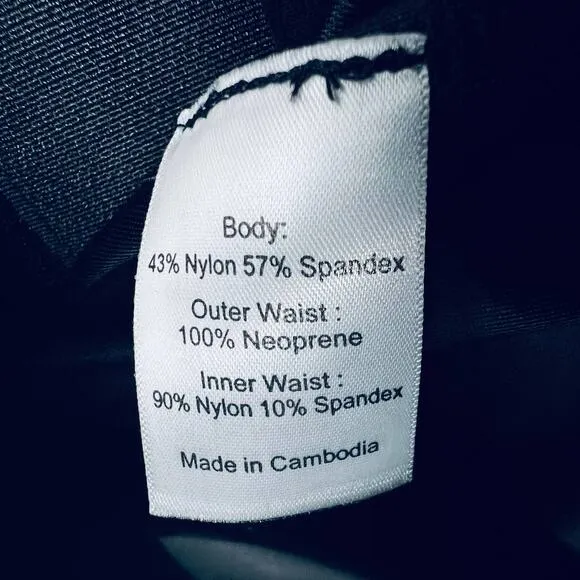 Body:
43% Nylon 57% Spandex
Outer Waist :
100% Neoprene
Inner Waist :
90% Nylon 10% Spandex
Made in Cambodia